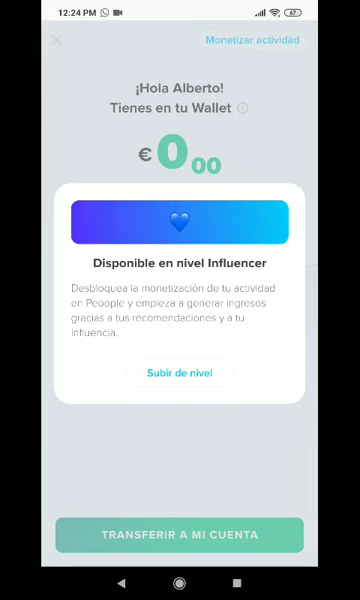 12:24 PM
67
Monetizar actividad
¡Hola Alberto!
Tienes en tu Wallet
€ 0 00
Disponible en nivel Influencer
Desbloquea la monetización de tu actividad
en Peoople y empieza a generar ingresos
gracias a tus recomendaciones y a tu
influencia.
Subir de nivel
TRANSFERIR A MI CUENTA